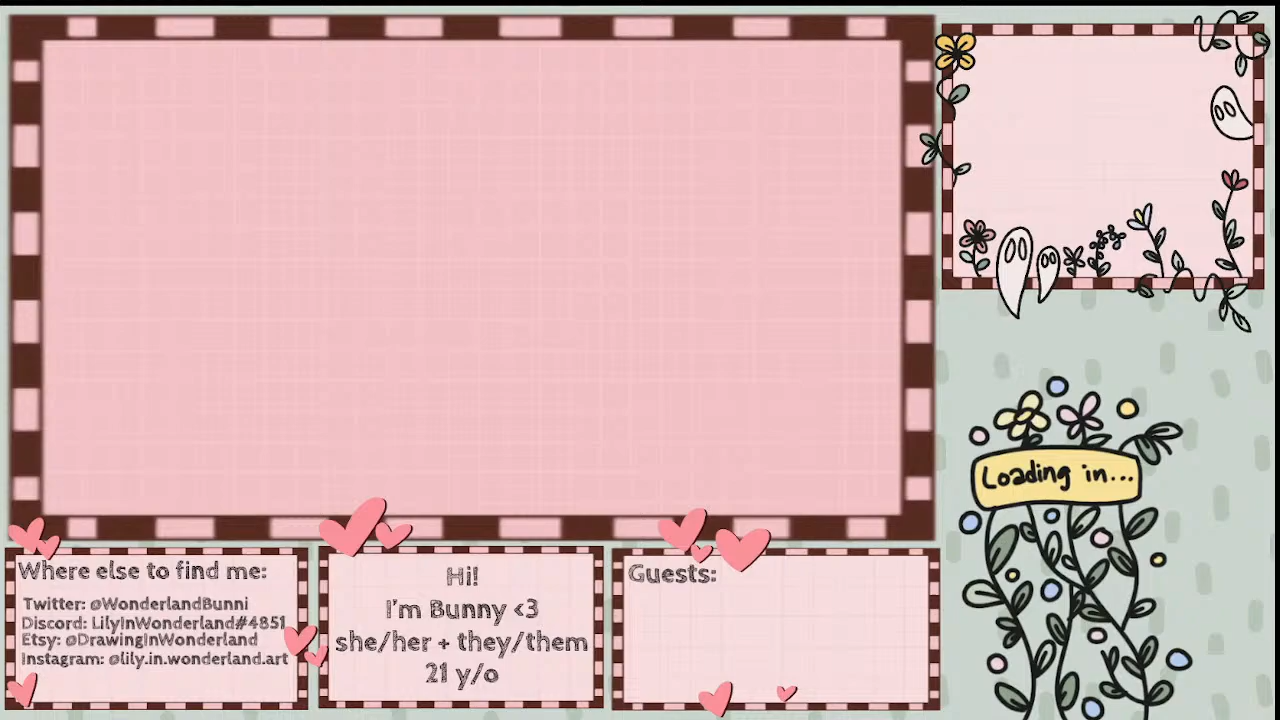 Loading in...
Where else to find me:
Twitter: @WonderlandBunni
Discord: LilyInWonderland#4851
Etsy: @DrawingInWonderland
Instagram: @lily.in.wonderland.art
Hi!
I'm Bunny <3
she/her + they/them
21 y/o
Guests: